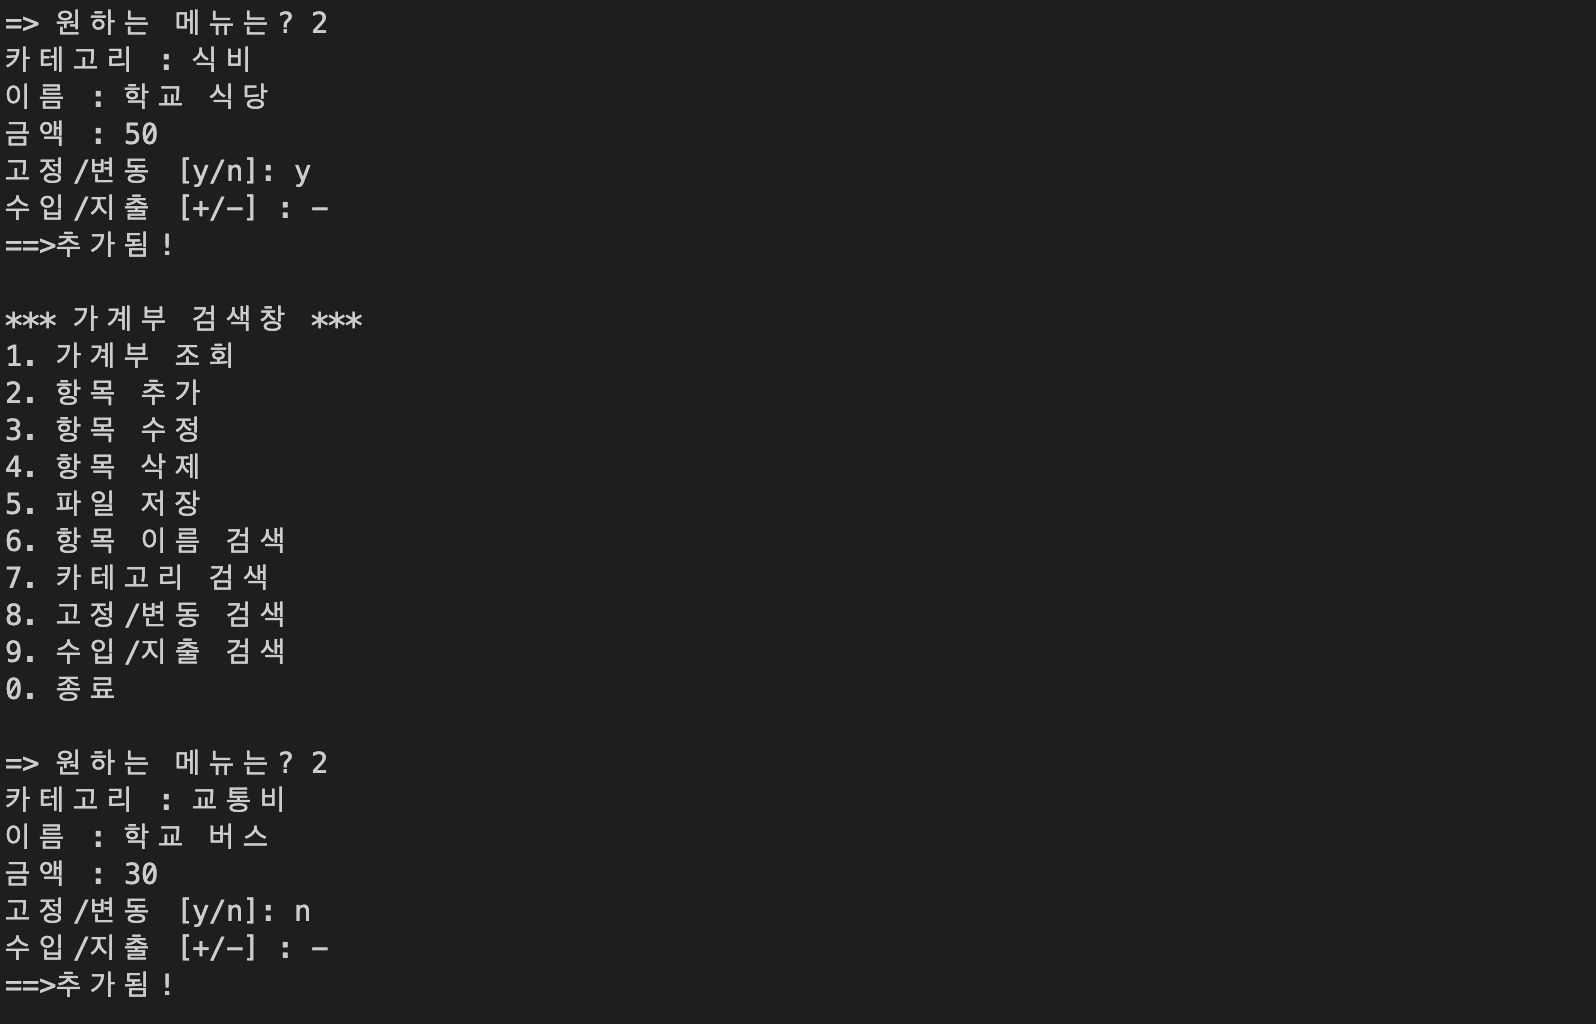 => 원하는 메뉴는? 2
카테고리 : 식비
이름 : 학교 식당
금액 : 50
고정/변동 [y/n]: y
수입/지출 [+/-] : -
==>추가됨!
*** 가계부 검색창 ***
1. 가계부 조회
2. 항목 추가
3. 항목 수정
4. 항목 삭제
5. 파일 저장
6. 항목 이름 검색
7. 카테고리 검색
8. 고정/변동 검색
9. 수입/지출 검색
0. 종료
=> 원하는 메뉴는? 2
카테고리 : 교통비
이름 : 학교 버스
금액 : 30
고정/변동 [y/n]: n
수입/지출 [+/-] : -
==>추가됨!